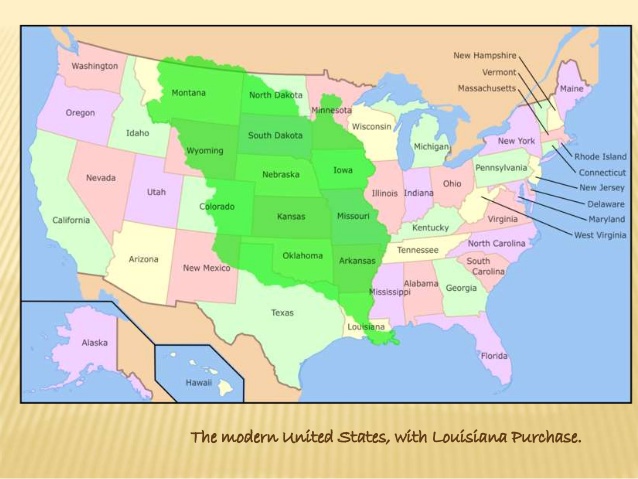 New Hampshire
Vermont
Massachusetts
Washington
Montana
North Dakota
Minnesota
Maine
Oregon
Idaho
South Dakota
Wisconsin
Michigan
New York
Wyoming
Rhode Island
Connecticut
New Jersey
Delaware
Maryland
West Virginia
Nevada
Utah
Colorado
Nebraska
Iowa
Illinois
Indiana
Ohio
Pennsylvania
California
Kansas
Missouri
Kentucky
Virginia
Arizona
New Mexico
Oklahoma
Arkansas
Tennessee
North Carolina
South
Carolina
Texas
Louisiana
Mississippi
Alabama
Georgia
Florida
Alaska
Hawaii
The modern United States, with Louisiana Purchase.